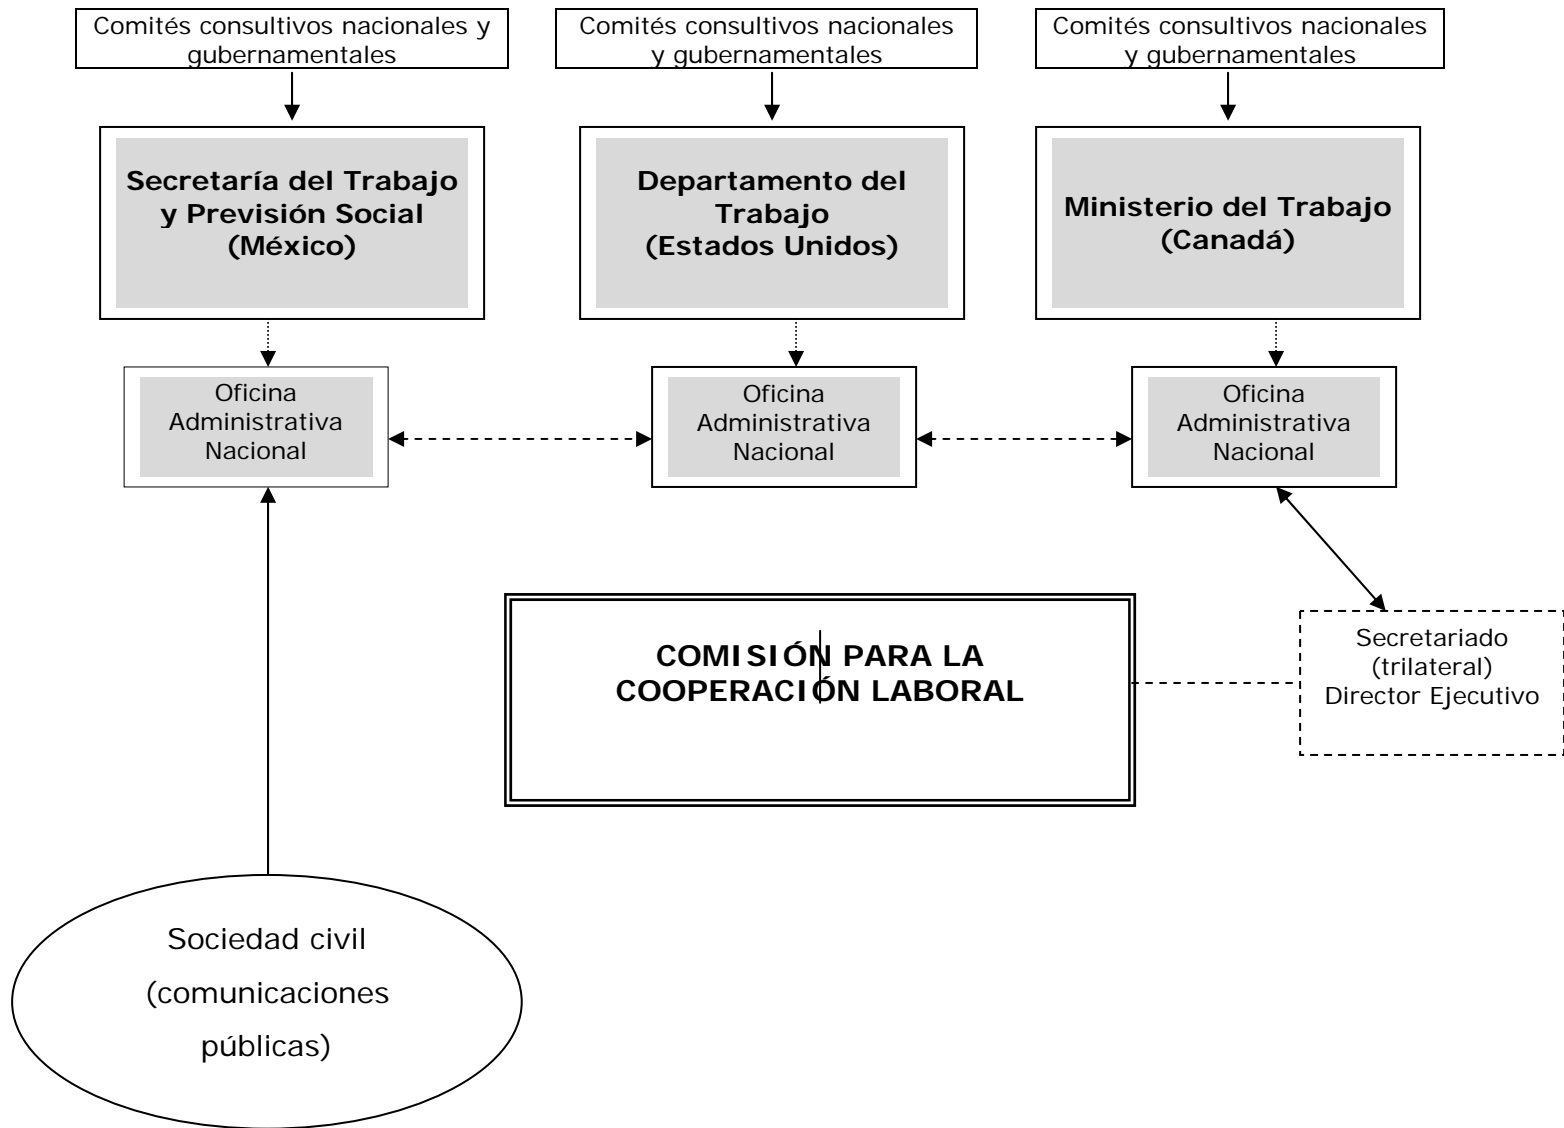 Comités consultivos nacionales y
gubernamentales
Comités consultivos nacionales
y gubernamentales
Comités consultivos nacionales
y gubernamentales
Secretaría del Trabajo
y Previsión Social
(México)
Departamento del
Trabajo
(Estados Unidos)
Ministerio del Trabajo
(Canadá)
Oficina
Administrativa
Nacional
Oficina
Administrativa
Nacional
Oficina
Administrativa
Nacional
COMISIÓN PARA LA
COOPERACIÓN LABORAL
Secretariado
(trilateral)
Director Ejecutivo
Sociedad civil
(comunicaciones
públicas)